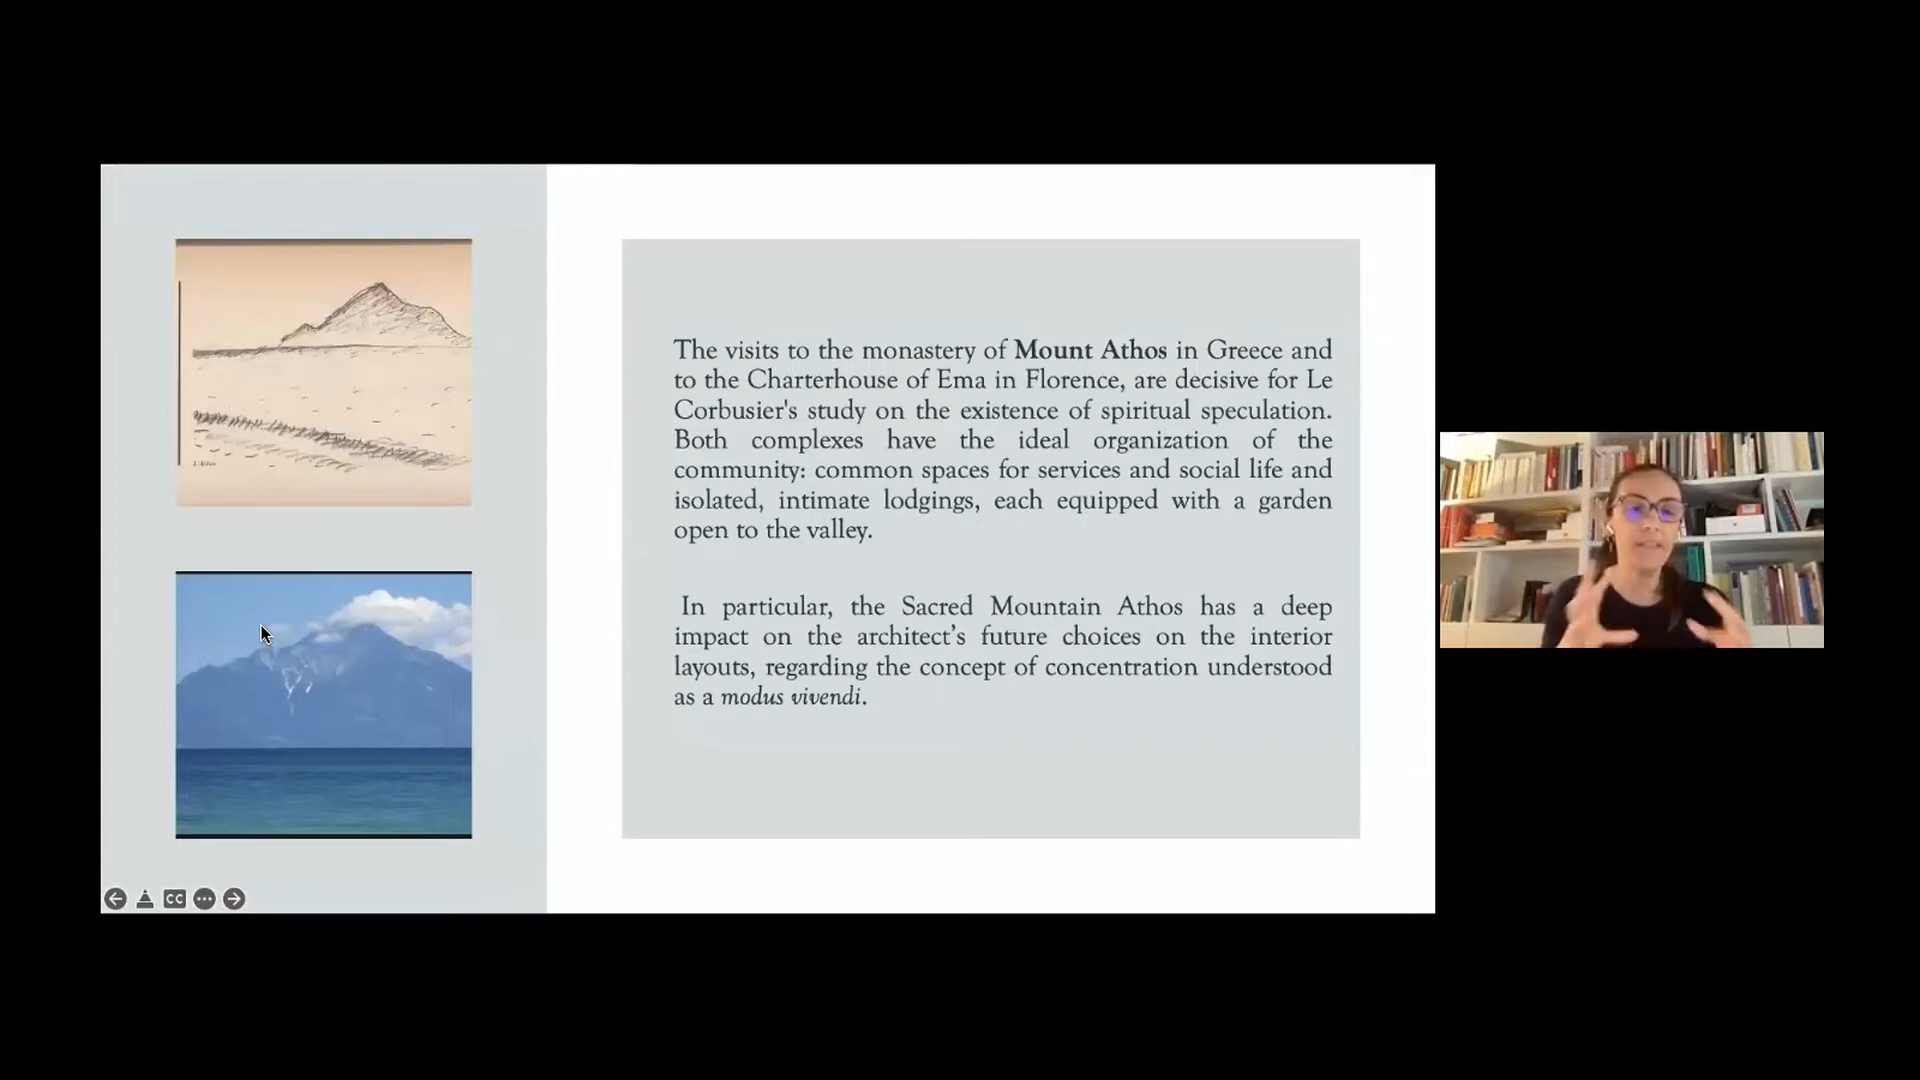 The visits to the monastery of Mount Athos in Greece and
to the Charterhouse of Ema in Florence, are decisive for Le
Corbusier's study on the existence of spiritual speculation.
Both complexes have the ideal organization of the
community: common spaces for services and social life and
isolated, intimate lodgings, each equipped with a garden
open to the valley.
In particular, the Sacred Mountain Athos has a deep
impact on the architect’s future choices on the interior
layouts, regarding the concept of concentration understood
as a modus vivendi.
CC